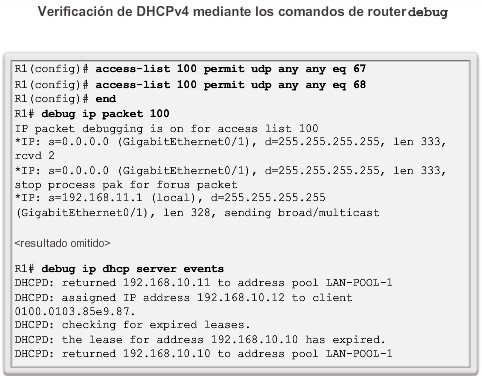 Verificación de DHCPv4 mediante los comandos de router debug
R1(config)# access-list 100 permit udp any any eq 67
R1(config)# access-list 100 permit udp any any eq 68
R1(config)# end
R1# debug ip packet 100
IP packet debugging is on for access list 100
*IP: s=0.0.0.0 (GigabitEthernet0/1), d=255.255.255.255, len 333,
rcvd 2
*IP: s=0.0.0.0 (GigabitEthernet0/1), d=255.255.255.255, len 333,
stop process pak for forus packet
*IP: s=192.168.11.1 (local), d=255.255.255.255
(GigabitEthernet0/1), len 328, sending broad/multicast
<resultado omitido>
R1# debug ip dhcp server events
DHCPD: returned 192.168.10.11 to address pool LAN-POOL-1
DHCPD: assigned IP address 192.168.10.12 to client
0100.0103.85e9.87.
DHCPD: checking for expired leases.
DHCPD: the lease for address 192.168.10.10 has expired.
DHCPD: returned 192.168.10.10 to address pool LAN-POOL-1